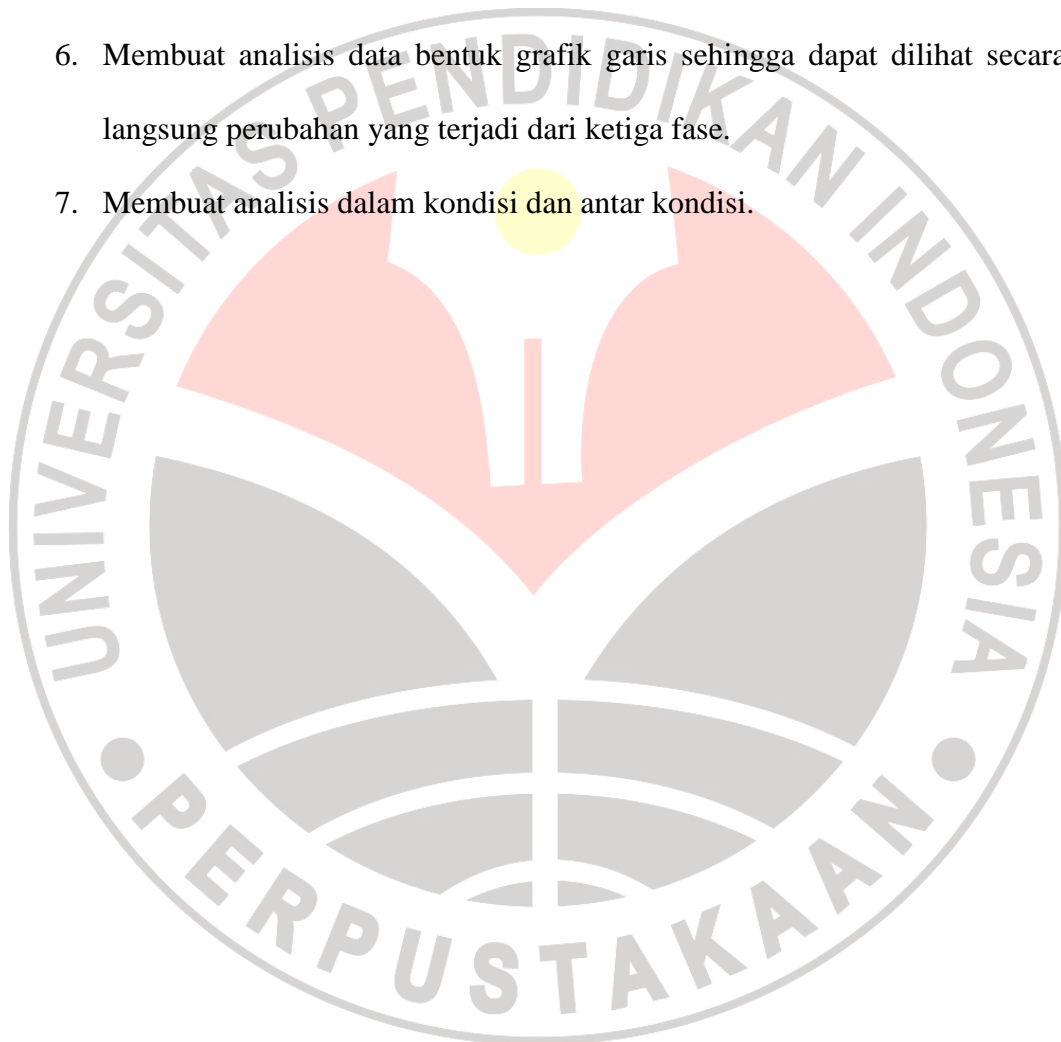 6. Membuat analisis data bentuk grafik garis sehingga dapat dilihat secara
langsung perubahan yang terjadi dari ketiga fase.
7. Membuat analisis dalam kondisi dan antar kondisi.
UNIVERSITAS PENDIDIKAN INDONESIA
PERPUSTAKAAN